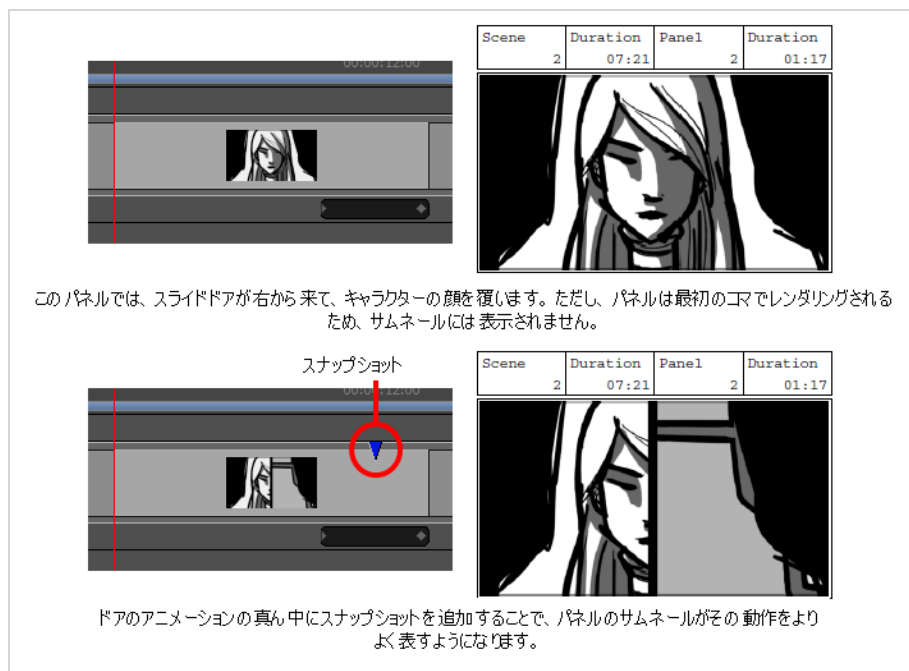 Scene Duration Panel Duration
2 07:21 2 01:17
00:00:12:00
このパネルでは、スライドドアが右から来て、キャラクターの顔を覆います。ただし、パネルは最初のコマでレンダリングされる
ため、サムネールには表示されません。
スナップショット
Scene Duration Panel Duration
2 07:21 2 01:17
00:00:12:00
ドアのアニメーションの真ん中にスナップショットを追加することで、パネルのサムネールがその動作をより
よく表すようになります。